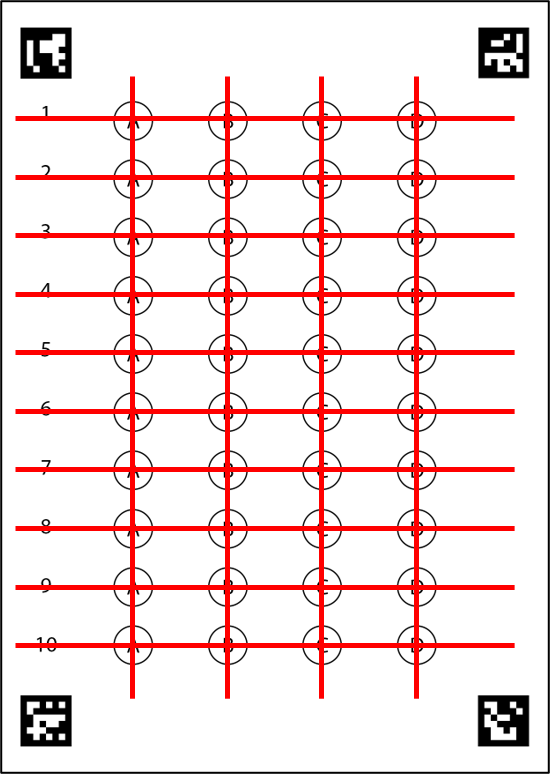 1 A B C D
2 A B C D
3 A B C D
4 A B C D
5 A B C D
6 A B C D
7 A B C D
8 A B C D
9 A B C D
10 A B C D